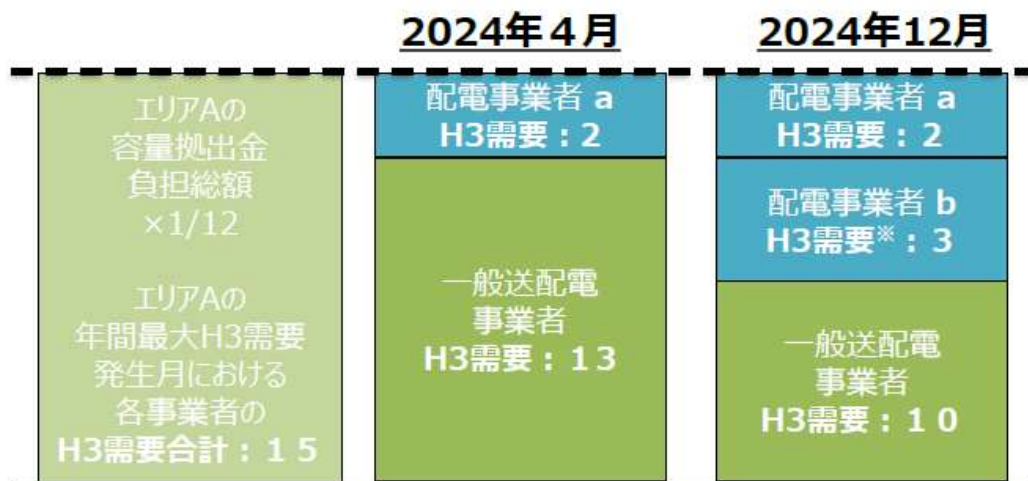 2024年4月
2024年12月
エリアAの
容量拠出金
負担総額
×1/12
エリアAの
年間最大H3需要
発生月における
各事業者の
H3需要合計：15
配電事業者 a
H3需要：2
一般送配電
事業者
H3需要：13
配電事業者 a
H3需要：2
配電事業者 b
H3需要※：3
一般送配電
事業者
H3需要：10